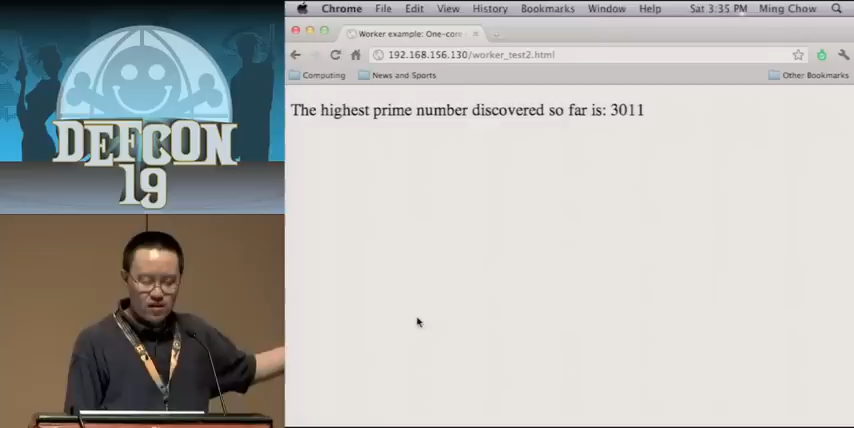 DEFCON
19
Chrome File Edit View History Bookmarks Window Help Sat 3:35 PM Ming Chow
Worker example: One-core
192.168.156.130/worker_test2.html
Computing News and Sports Other Bookmarks
The highest prime number discovered so far is: 3011